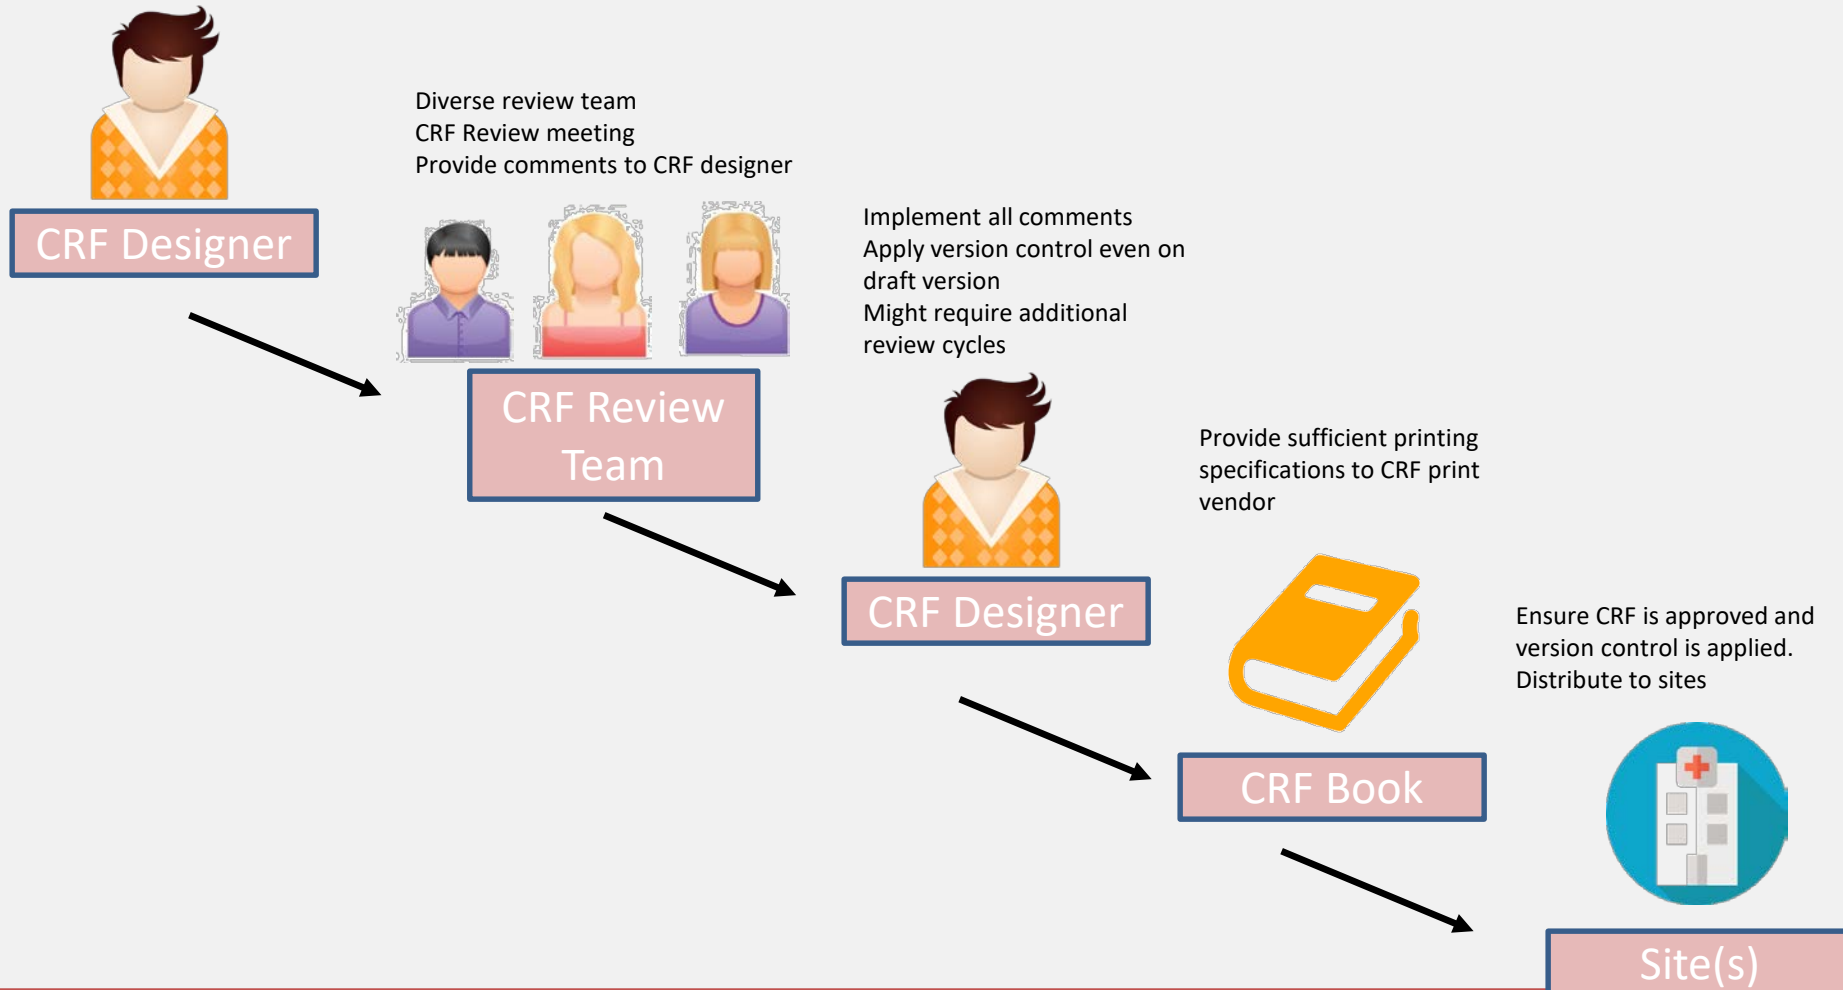 CRF Designer
Diverse review team
CRF Review meeting
Provide comments to CRF designer
CRF Review
Team
Implement all comments
Apply version control even on
draft version
Might require additional
review cycles
CRF Designer
Provide sufficient printing
specifications to CRF print
vendor
CRF Book
Ensure CRF is approved and
version control is applied.
Distribute to sites
Site(s)